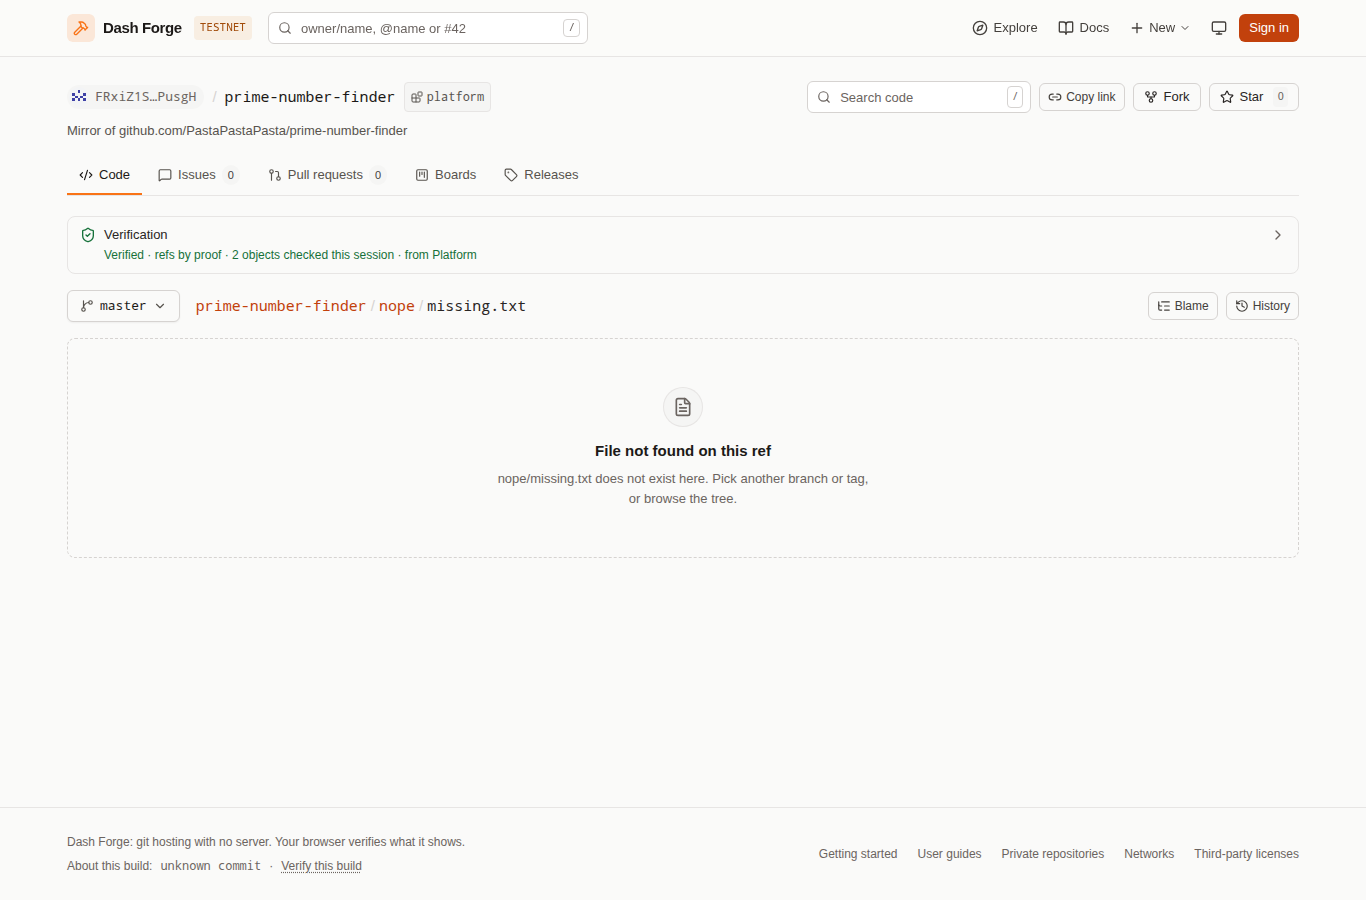 Dash Forge TESTNET owner/name, @name or #42 / Explore Docs New Sign in
FRxiZ1S…PusgH / prime-number-finder platform Search code / Copy link Fork Star 0
Mirror of github.com/PastaPastaPasta/prime-number-finder
Code Issues 0 Pull requests 0 Boards Releases
Verification
Verified · refs by proof · 2 objects checked this session · from Platform
master prime-number-finder / nope / missing.txt Blame History
File not found on this ref
nope/missing.txt does not exist here. Pick another branch or tag,
or browse the tree.
Dash Forge: git hosting with no server. Your browser verifies what it shows.
About this build: unknown commit · Verify this build
Getting started User guides Private repositories Networks Third-party licenses